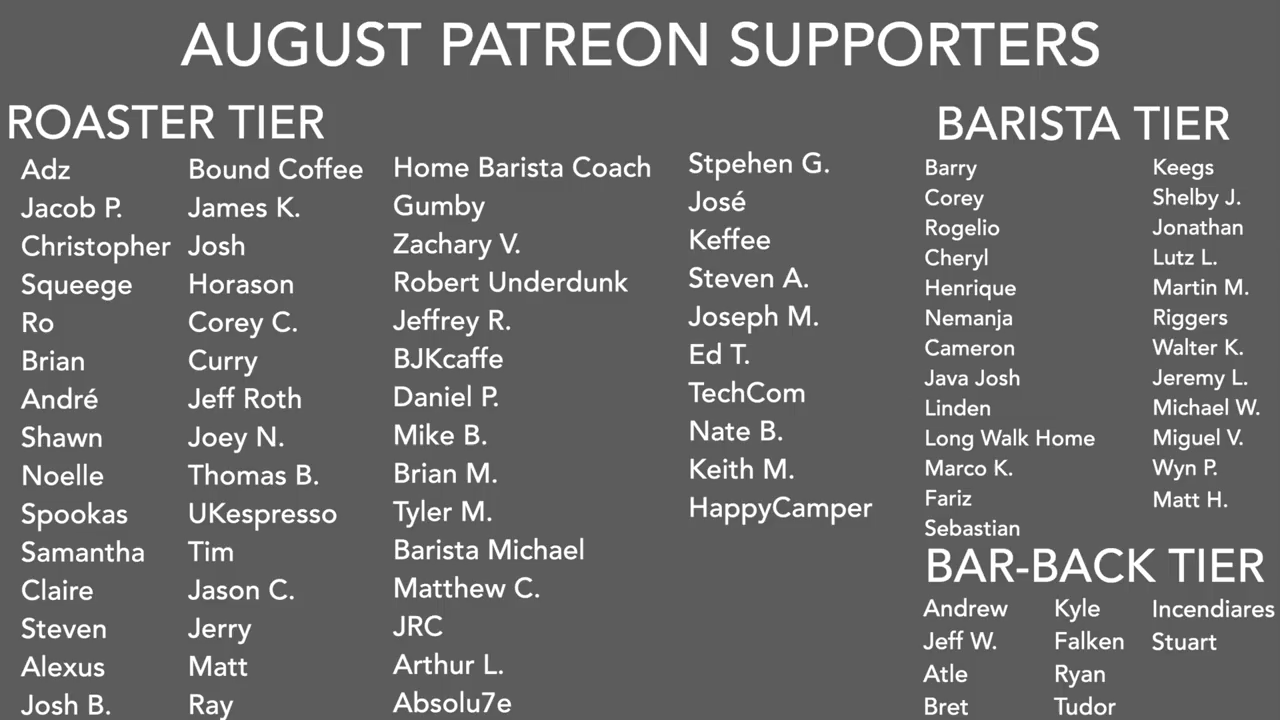 AUGUST PATREON SUPPORTERS
ROASTER TIER
Adz
Jacob P.
Christopher
Squeege
Ro
Brian
André
Shawn
Noelle
Spookas
Samantha
Claire
Steven
Alexus
Josh B.
Bound Coffee
James K.
Josh
Horason
Corey C.
Curry
Jeff Roth
Joey N.
Thomas B.
UKespresso
Tim
Jason C.
Jerry
Matt
Ray
Home Barista Coach
Gumby
Zachary V.
Robert Underdunk
Jeffrey R.
BJKcaffe
Daniel P.
Mike B.
Brian M.
Tyler M.
Barista Michael
Matthew C.
JRC
Arthur L.
Absolu7e
Stpehen G.
José
Keffee
Steven A.
Joseph M.
Ed T.
TechCom
Nate B.
Keith M.
HappyCamper
BARISTA TIER
Barry
Corey
Rogelio
Cheryl
Henrique
Nemanja
Cameron
Java Josh
Linden
Long Walk Home
Marco K.
Fariz
Sebastian
Keegs
Shelby J.
Jonathan
Lutz L.
Martin M.
Riggers
Walter K.
Jeremy L.
Michael W.
Miguel V.
Wyn P.
Matt H.
BAR-BACK TIER
Andrew
Jeff W.
Atle
Bret
Kyle
Falken
Ryan
Tudor
Incendiares
Stuart